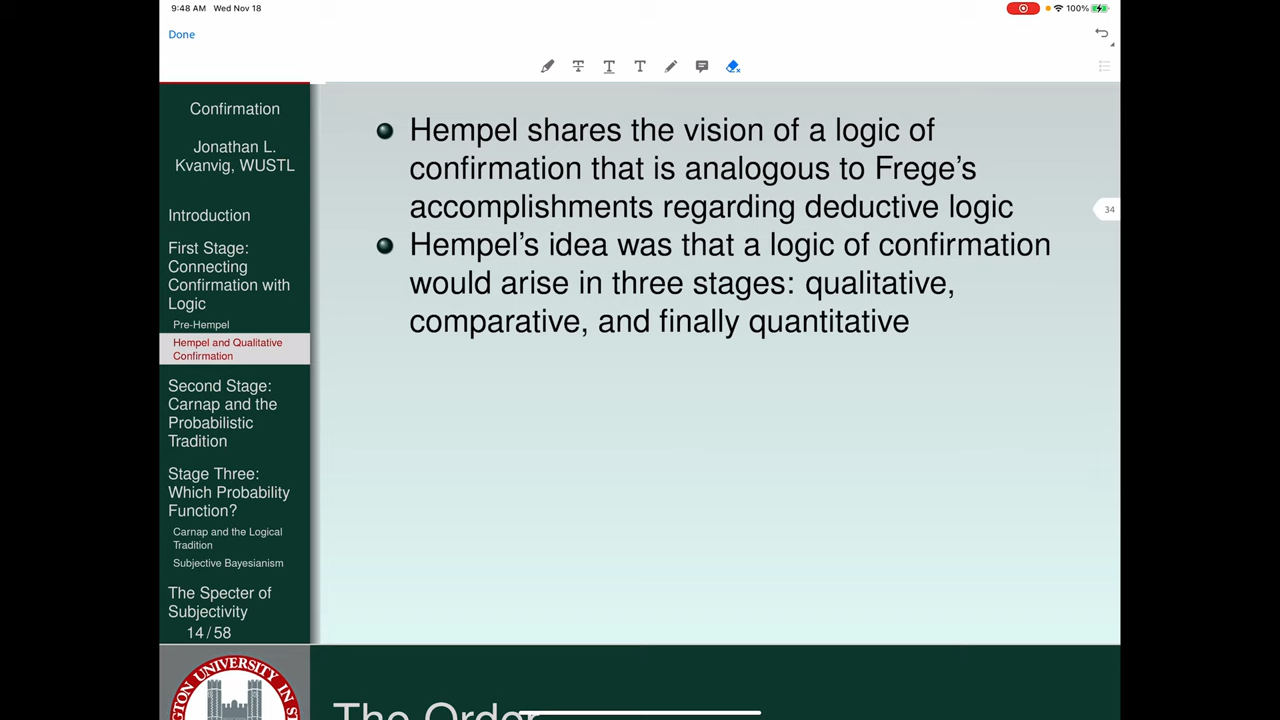 9:48 AM Wed Nov 18
100%
Done
Confirmation
Jonathan L.
Kvanvig, WUSTL
Introduction
First Stage:
Connecting
Confirmation with
Logic
Pre-Hempel
Hempel and Qualitative
Confirmation
Second Stage:
Carnap and the
Probabilistic
Tradition
Stage Three:
Which Probability
Function?
Carnap and the Logical
Tradition
Subjective Bayesianism
The Specter of
Subjectivity
14/58
Hempel shares the vision of a logic of
confirmation that is analogous to Frege's
accomplishments regarding deductive logic
Hempel's idea was that a logic of confirmation
would arise in three stages: qualitative,
comparative, and finally quantitative
34
The Order